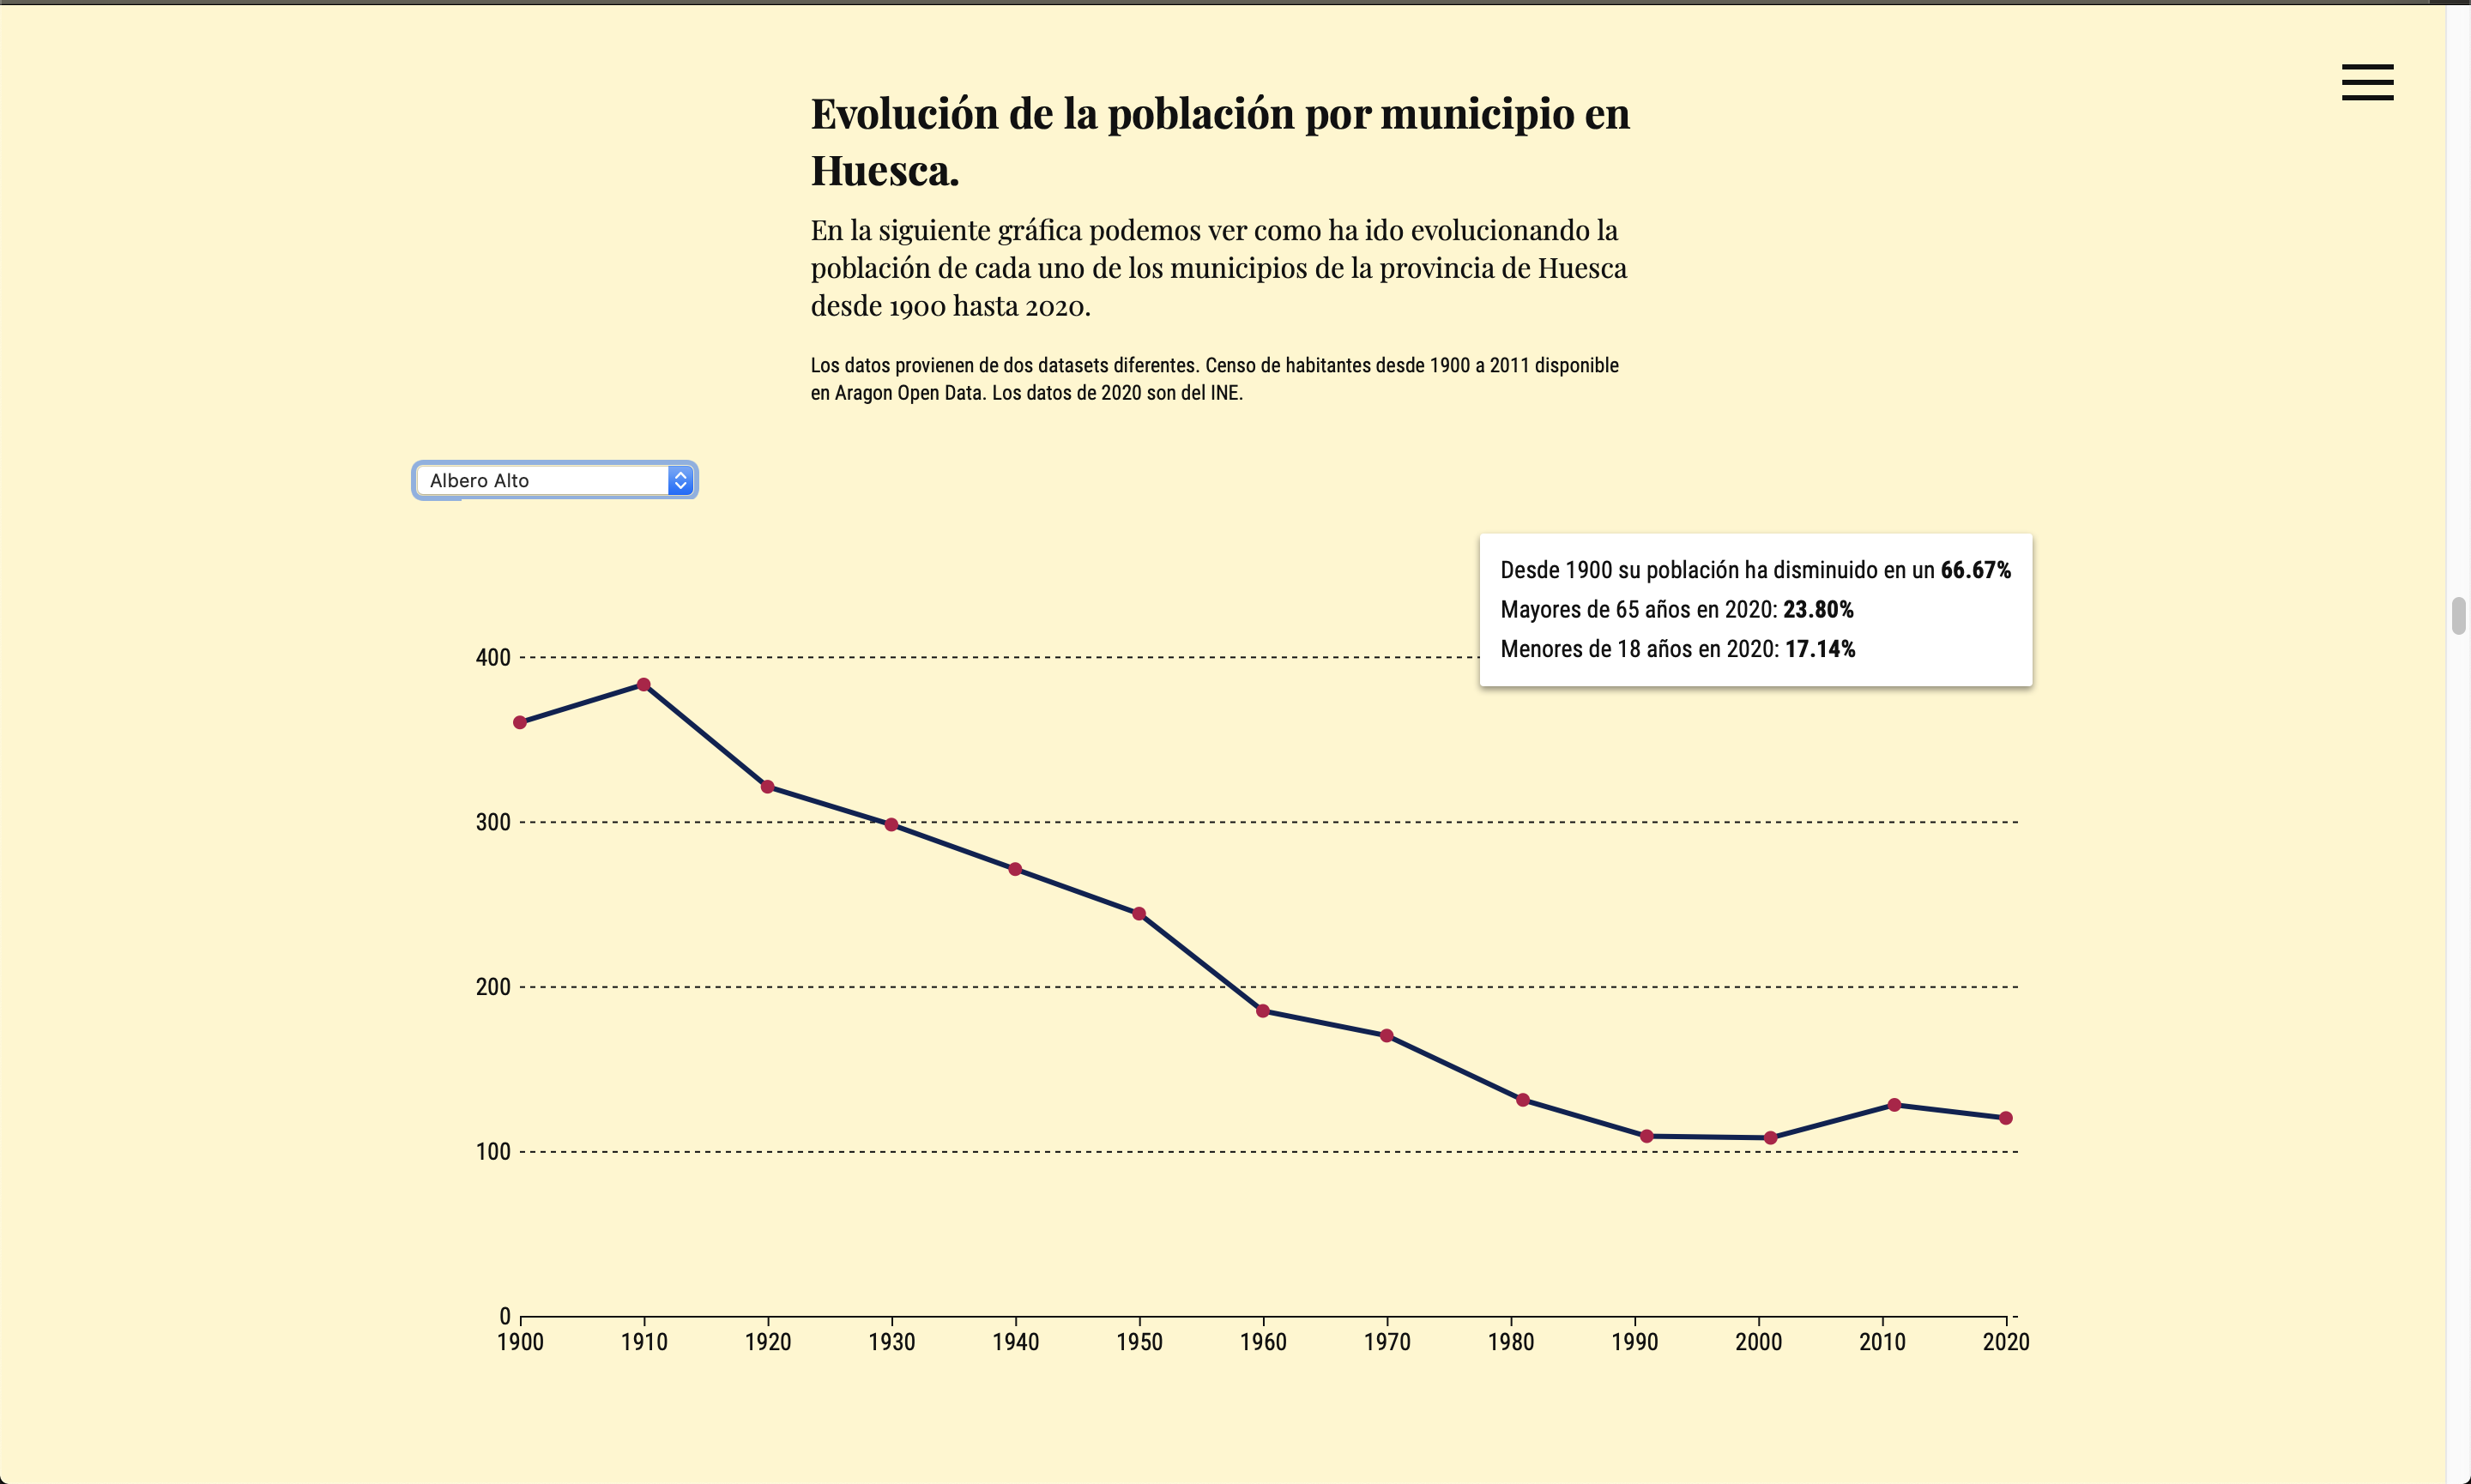 Evolución de la población por municipio en
Huesca.
En la siguiente gráfica podemos ver como ha ido evolucionando la
población de cada uno de los municipios de la provincia de Huesca
desde 1900 hasta 2020.
Los datos provienen de dos datasets diferentes. Censo de habitantes desde 1900 a 2011 disponible
en Aragon Open Data. Los datos de 2020 son del INE.
Albero Alto
Desde 1900 su población ha disminuido en un 66.67%
Mayores de 65 años en 2020: 23.80%
Menores de 18 años en 2020: 17.14%
400
300
200
100
0
1900 1910 1920 1930 1940 1950 1960 1970 1980 1990 2000 2010 2020